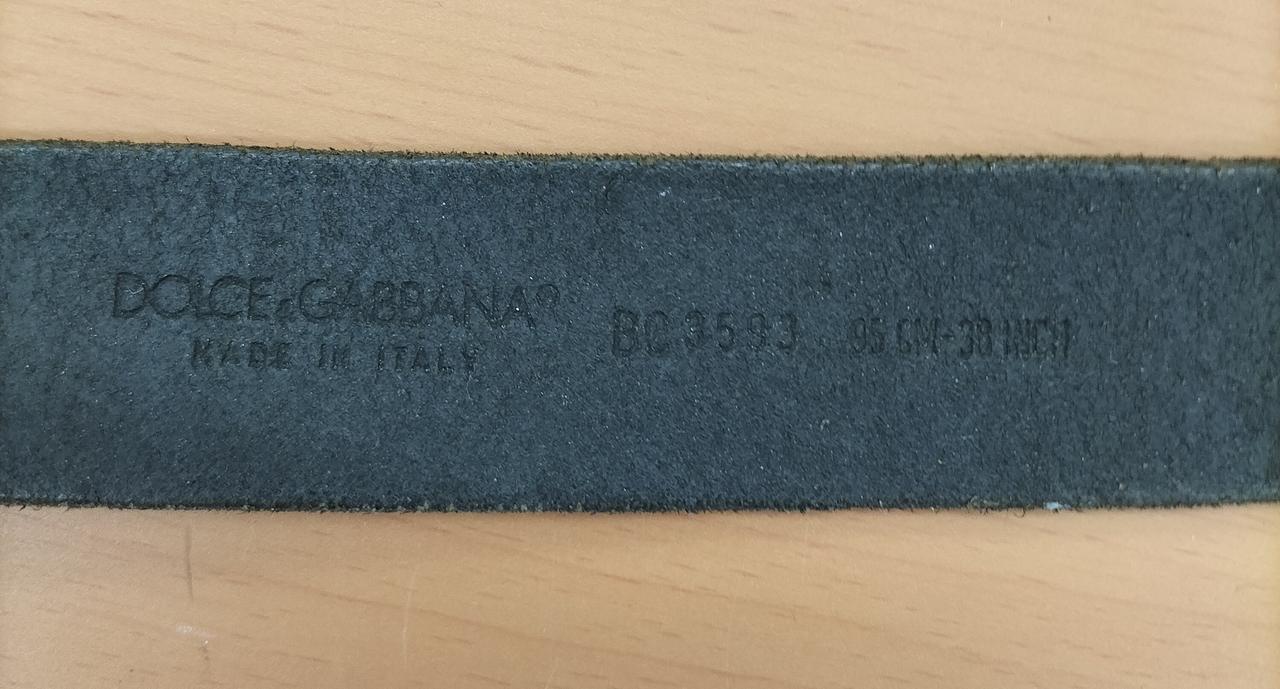 DOLCE&GABBANA®
MADE IN ITALY
BC3593 95 CM-38 INCH